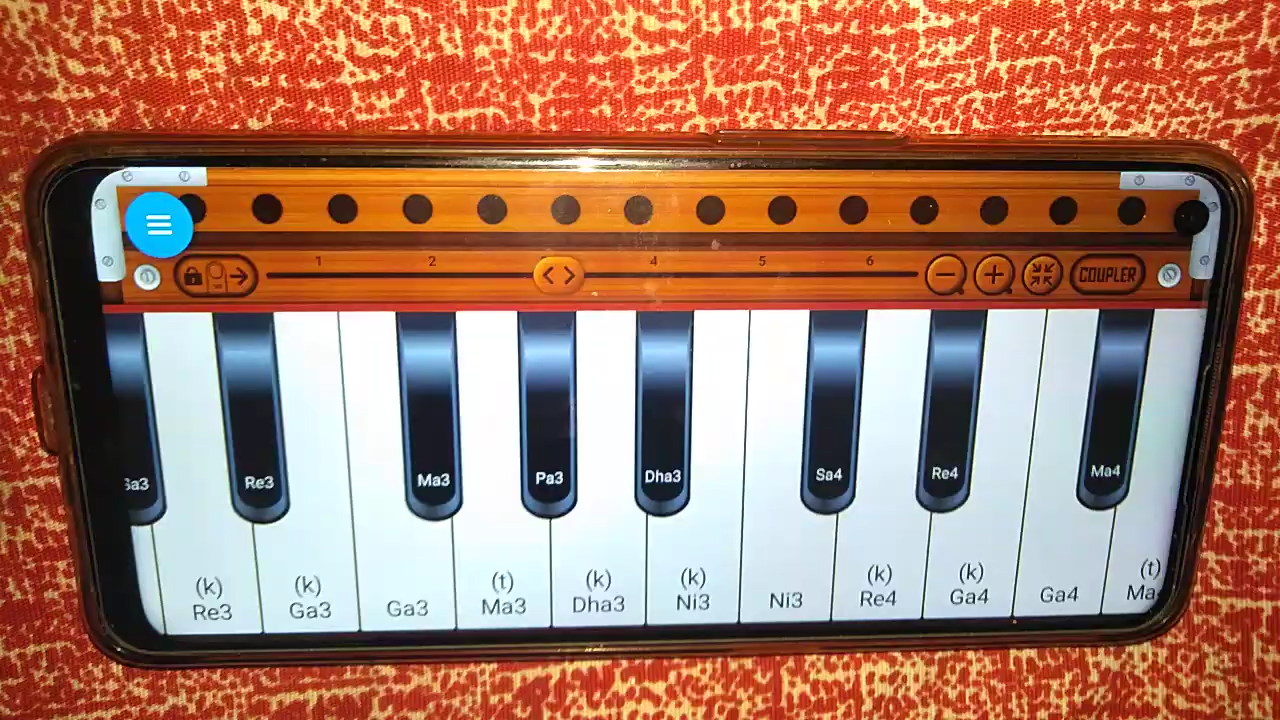 1 2 4 5 6
COUPLER
Re3 Ma3 Pa3 Dha3 Sa4 Re4 Ma4
(k) (k) (t) (k) (k) (k) (k) (t)
Re3 Ga3 Ga3 Ma3 Dha3 Ni3 Ni3 Re4 Ga4 Ga4